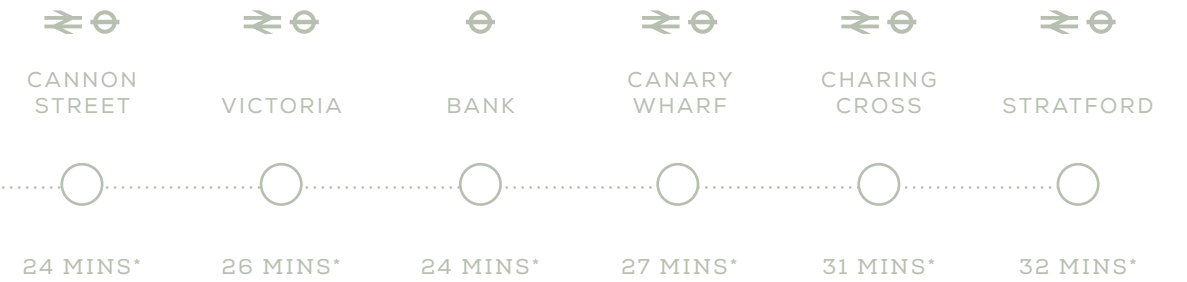 CANNON
STREET
VICTORIA
BANK
CANARY
WHARF
CHARING
CROSS
STRATFORD
24 MINS*
26 MINS*
24 MINS*
27 MINS*
31 MINS*
32 MINS*